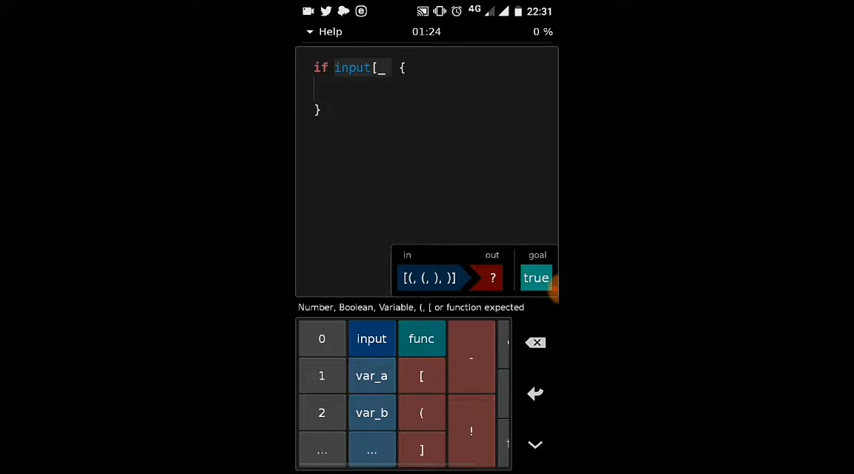 4G 22:31
Help 01:24 0 %
if input[_ {
}
in out goal
[(, (, ), )] ? true
Number, Boolean, Variable, (, [ or function expected
0 input func -
1 var_a [
2 var_b ( !
... ... ]